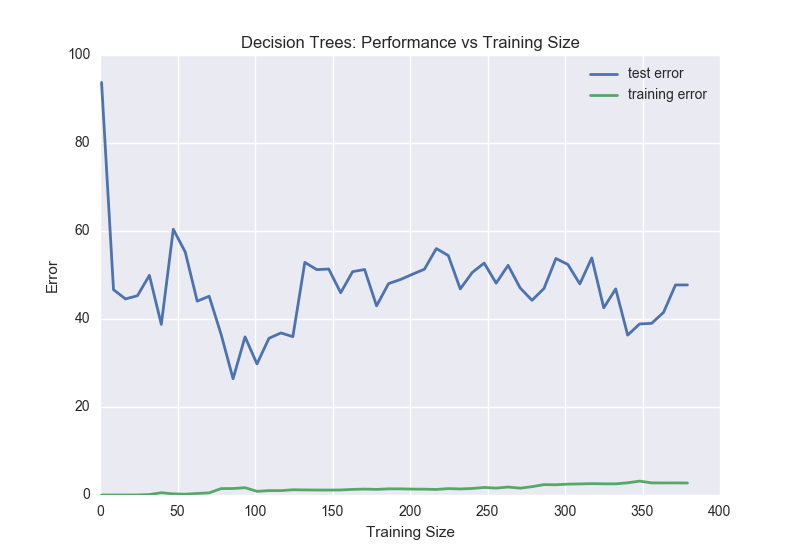 Decision Trees: Performance vs Training Size
test error
training error
Error
100
80
60
40
20
0
0 50 100 150 200 250 300 350 400
Training Size